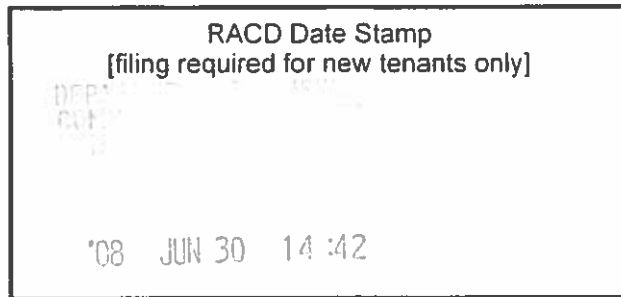 RACD Date Stamp
[filing required for new tenants only]
'08 JUN 30 14:42